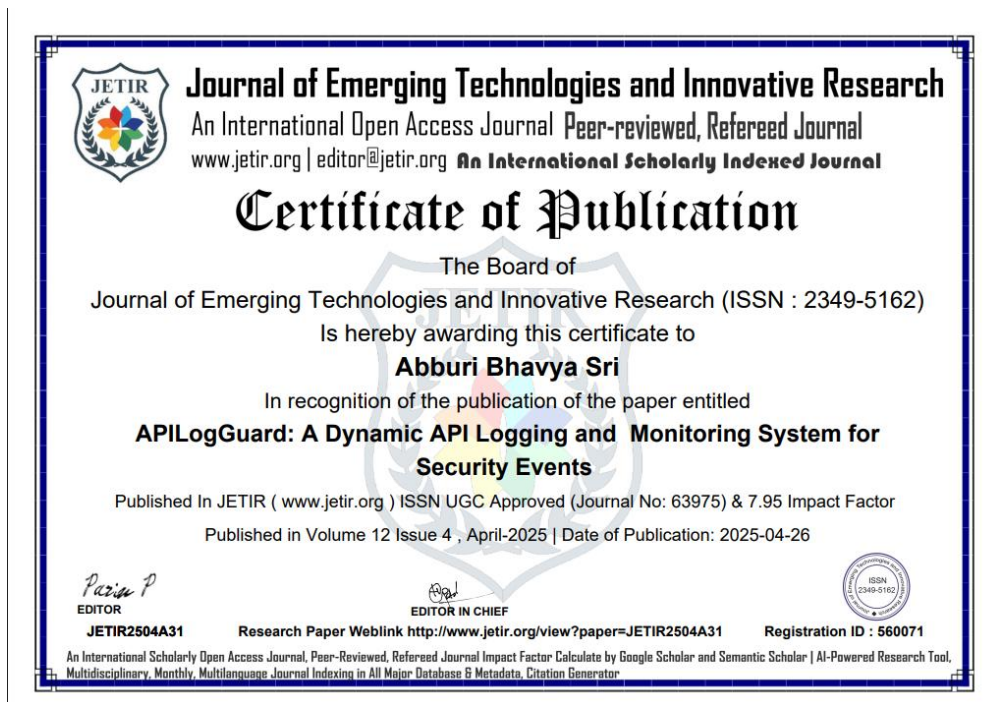 JETIR
Journal of Emerging Technologies and Innovative Research
An International Open Access Journal Peer-reviewed, Refereed Journal
www.jetir.org | editor@jetir.org An International Scholarly Indexed Journal
Certificate of Publication
The Board of
Journal of Emerging Technologies and Innovative Research (ISSN : 2349-5162)
Is hereby awarding this certificate to
Abburi Bhavya Sri
In recognition of the publication of the paper entitled
APILogGuard: A Dynamic API Logging and Monitoring System for
Security Events
Published In JETIR ( www.jetir.org ) ISSN UGC Approved (Journal No: 63975) & 7.95 Impact Factor
Published in Volume 12 Issue 4 , April-2025 | Date of Publication: 2025-04-26
EDITOR
EDITOR IN CHIEF
ISSN
2349-5162
JETIR2504A31 Research Paper Weblink http://www.jetir.org/view?paper=JETIR2504A31 Registration ID : 560071
An International Scholarly Open Access Journal, Peer-Reviewed, Refereed Journal Impact Factor Calculate by Google Scholar and Semantic Scholar | AI-Powered Research Tool,
Multidisciplinary, Monthly, Multilanguage Journal Indexing in All Major Database & Metadata, Citation Generator